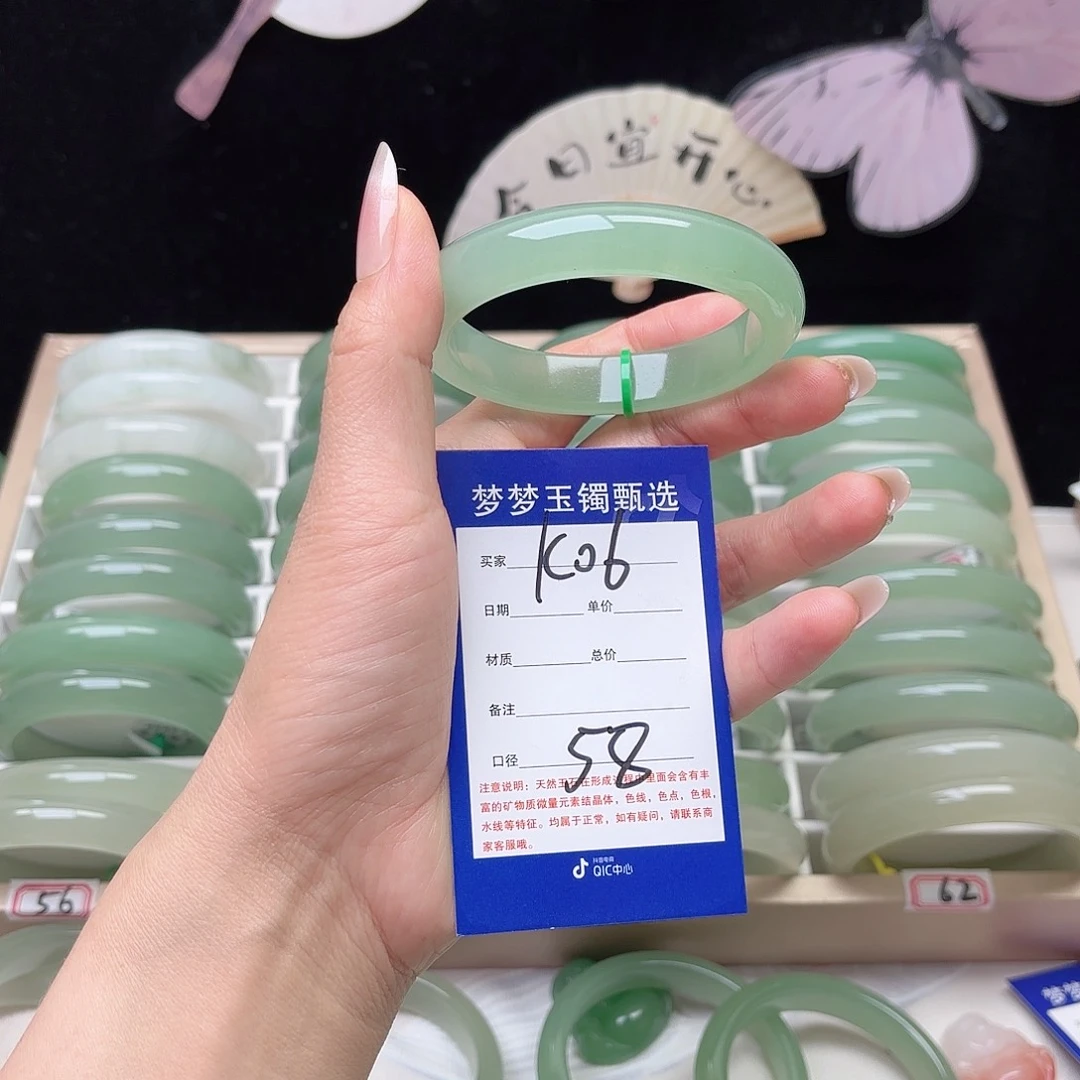 今日宜开心
梦梦玉镯甄选
买家 K06
日期 单价
材质 总价
备注
口径 58
注意说明：天然玉石在形成过程中里面会含有丰
富的矿物质微量元素结晶体，色线，色点，色根，
水线等特征。均属于正常，如有疑问，请联系商
家客服哦。
抖音电商
QIC中心
56
62
梦梦